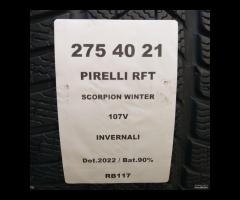 275 40 21
PIRELLI RFT
SCORPION WINTER
107V
INVERNALI
Dot.2022 / Bat.90%
RB117